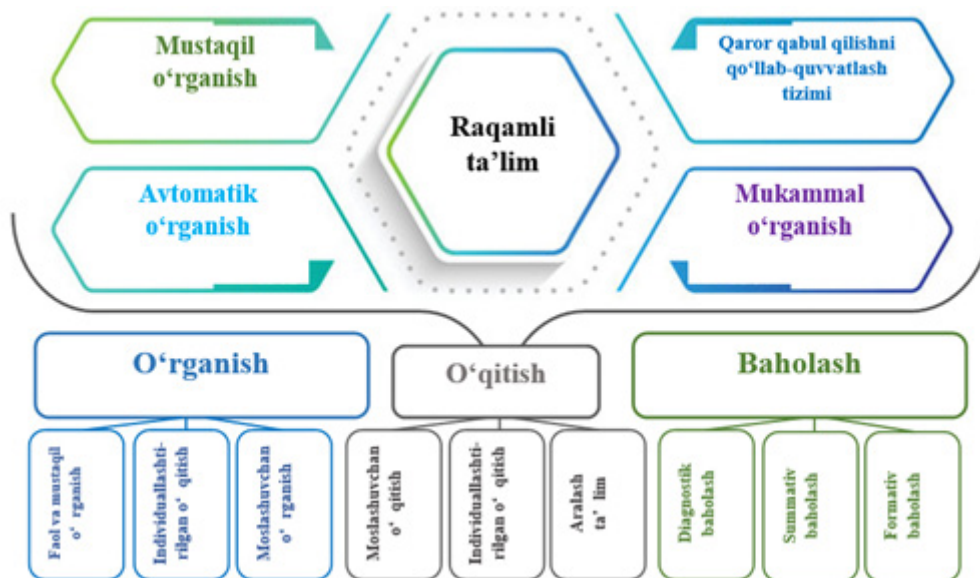 Mustaqil
o‘rganish
Qaror qabul qilishni
qo‘llab-quvvatlash
tizimi
Raqamli
ta’lim
Avtomatik
o‘rganish
Mukammal
o‘rganish
O‘rganish
O‘qitish
Baholash
Faol va mustaqil
o‘ rganish
Individuallashti-
rilgan o‘ qitish
Moslashuvchan
o‘ rganish
Moslashuvchan
o‘ qitish
Individuallashti-
rilgan o‘ qitish
Aralash
ta’ lim
Diagnostik
baholash
Summativ
baholash
Formativ
baholash